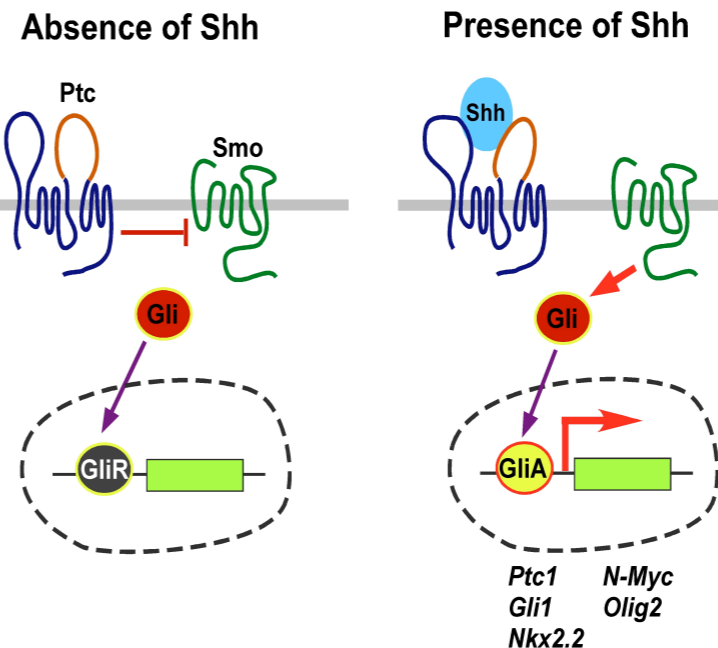 Absence of Shh
Presence of Shh
Ptc
Smo
Shh
Gli
Gli
GliR
GliA
Ptc1
N-Myc
Gli1
Olig2
Nkx2.2